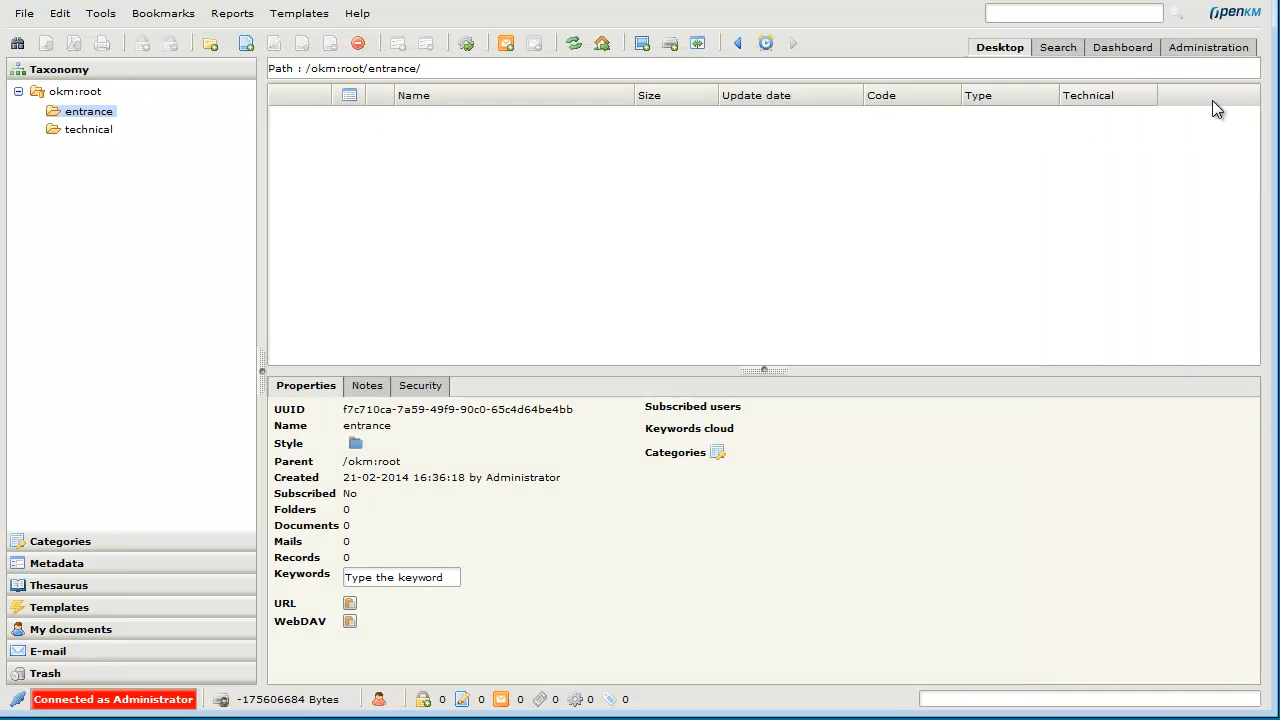 File Edit Tools Bookmarks Reports Templates Help
OPENKM
Desktop Search Dashboard Administration
Taxonomy
Path : /okm:root/entrance/
okm:root
entrance
technical
Name Size Update date Code Type Technical
Properties Notes Security
UUID f7c710ca-7a59-49f9-90c0-65c4d64be4bb
Name entrance
Style
Parent /okm:root
Created 21-02-2014 16:36:18 by Administrator
Subscribed No
Folders 0
Documents 0
Mails 0
Records 0
Keywords Type the keyword
URL
WebDAV
Subscribed users
Keywords cloud
Categories
Categories
Metadata
Thesaurus
Templates
My documents
E-mail
Trash
Connected as Administrator -175606684 Bytes 0 0 0 0 0 0